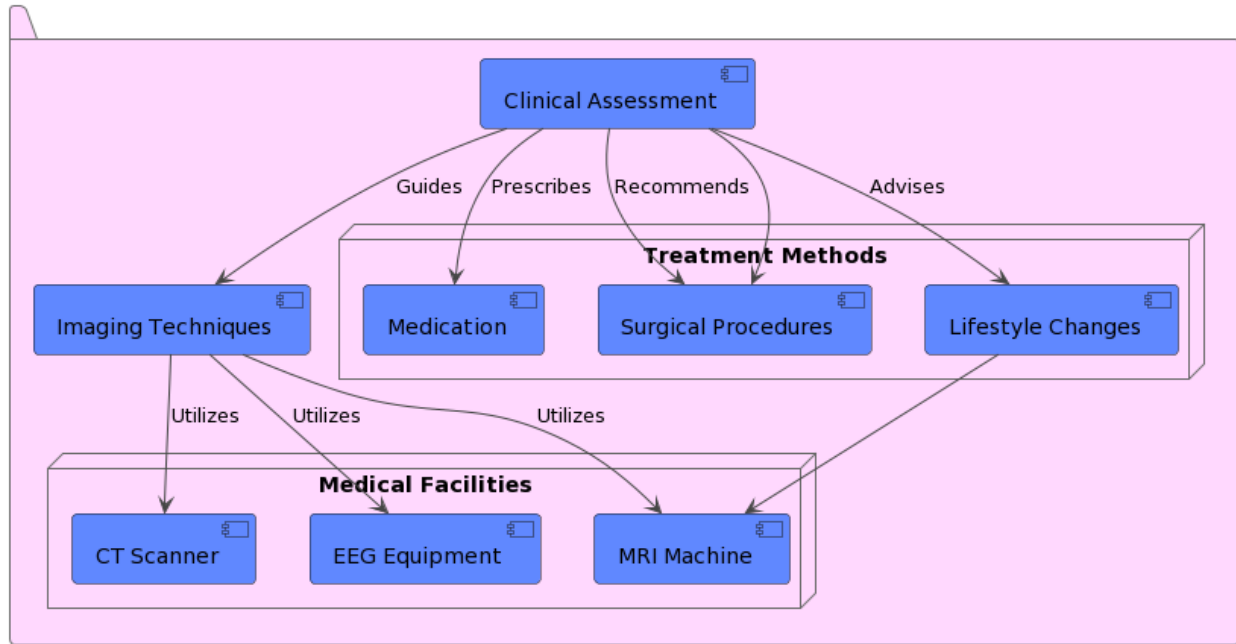 Clinical Assessment
Guides
Prescribes
Recommends
Advises
Treatment Methods
Imaging Techniques
Medication
Surgical Procedures
Lifestyle Changes
Utilizes
Utilizes
Utilizes
Medical Facilities
CT Scanner
EEG Equipment
MRI Machine